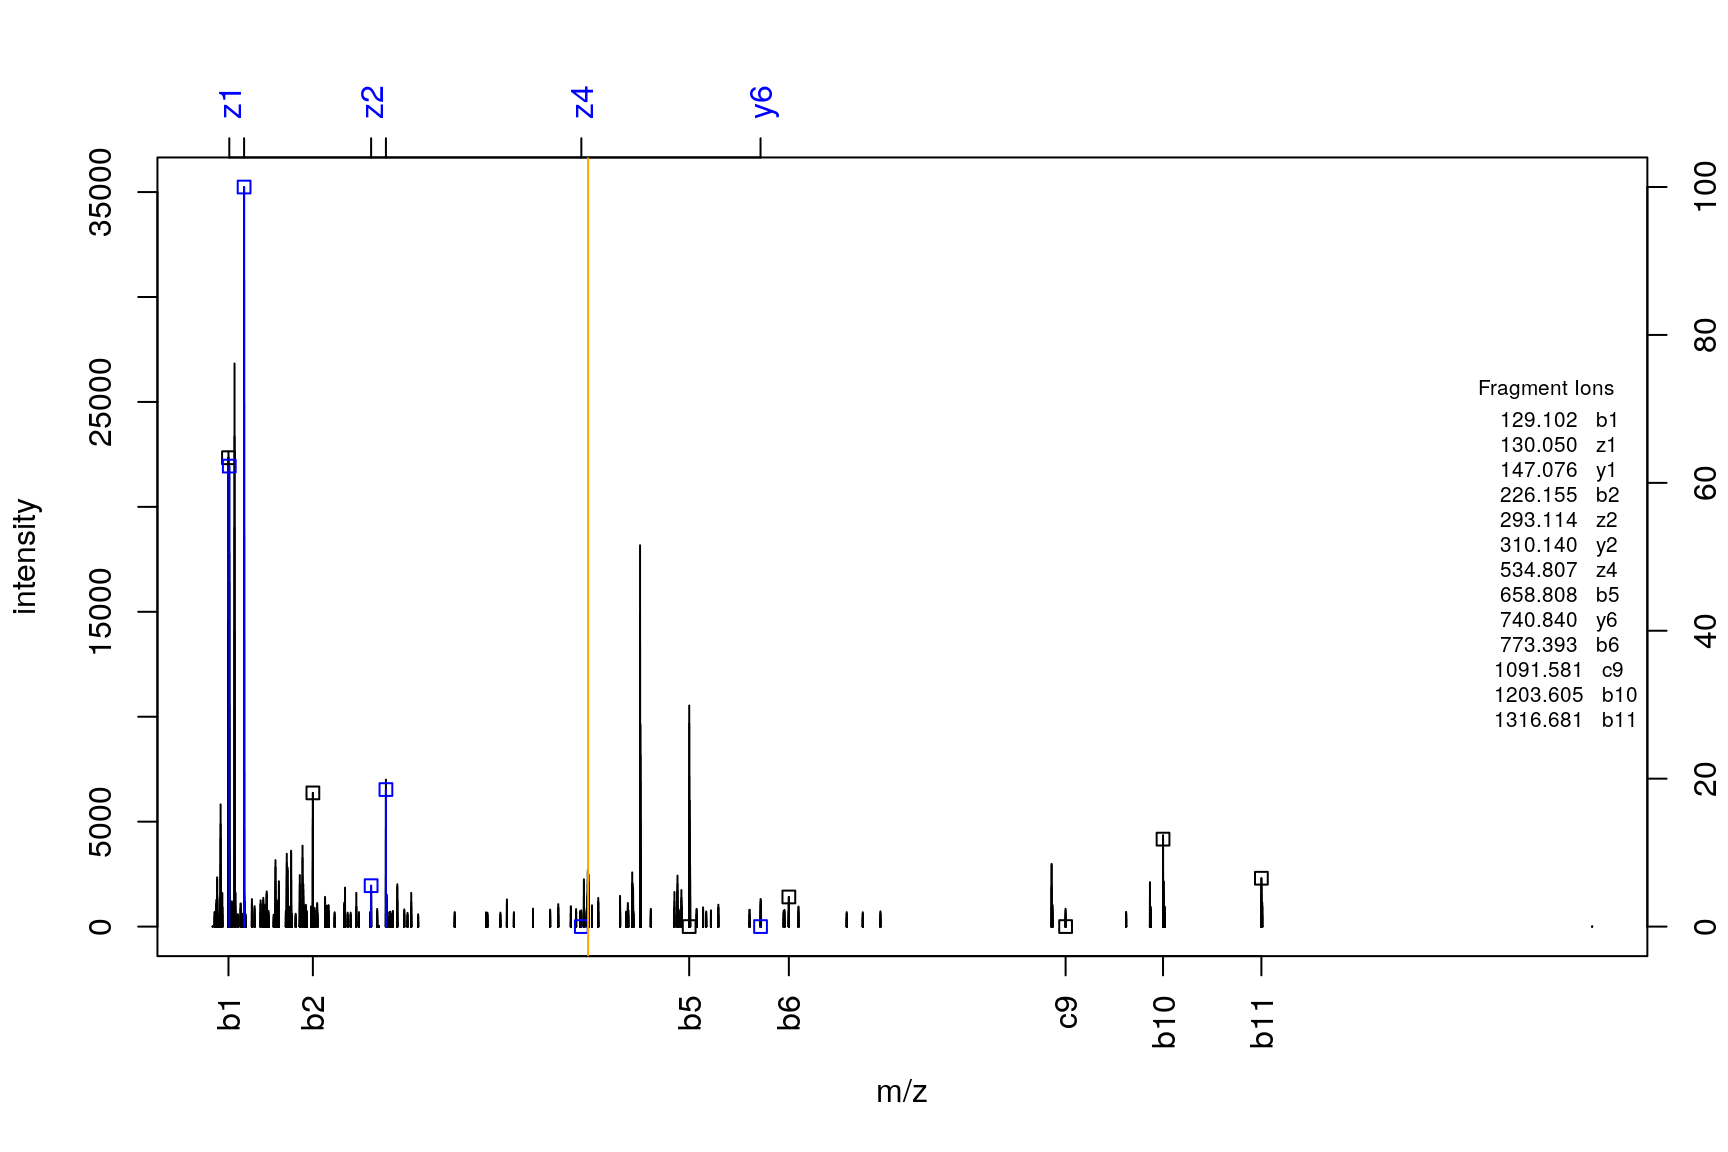 z1 z2 z4 y6
35000
25000
15000
5000
0
intensity
100
80
60
40
20
0
Fragment Ions
129.102 b1
130.050 z1
147.076 y1
226.155 b2
293.114 z2
310.140 y2
534.807 z4
658.808 b5
740.840 y6
773.393 b6
1091.581 c9
1203.605 b10
1316.681 b11
b1 b2 b5 b6 c9 b10 b11
m/z